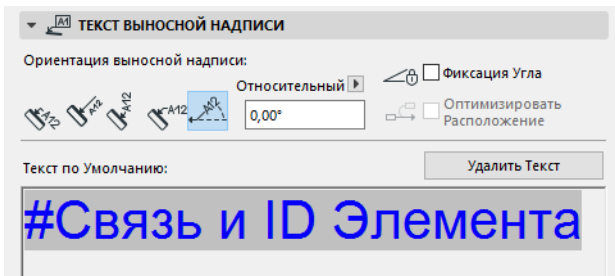 ТЕКСТ ВЫНОСНОЙ НАДПИСИ
Ориентация выносной надписи:
Относительный
Фиксация Угла
0,00°
Оптимизировать
Расположение
Текст по Умолчанию:
Удалить Текст
#Связь и ID Элемента